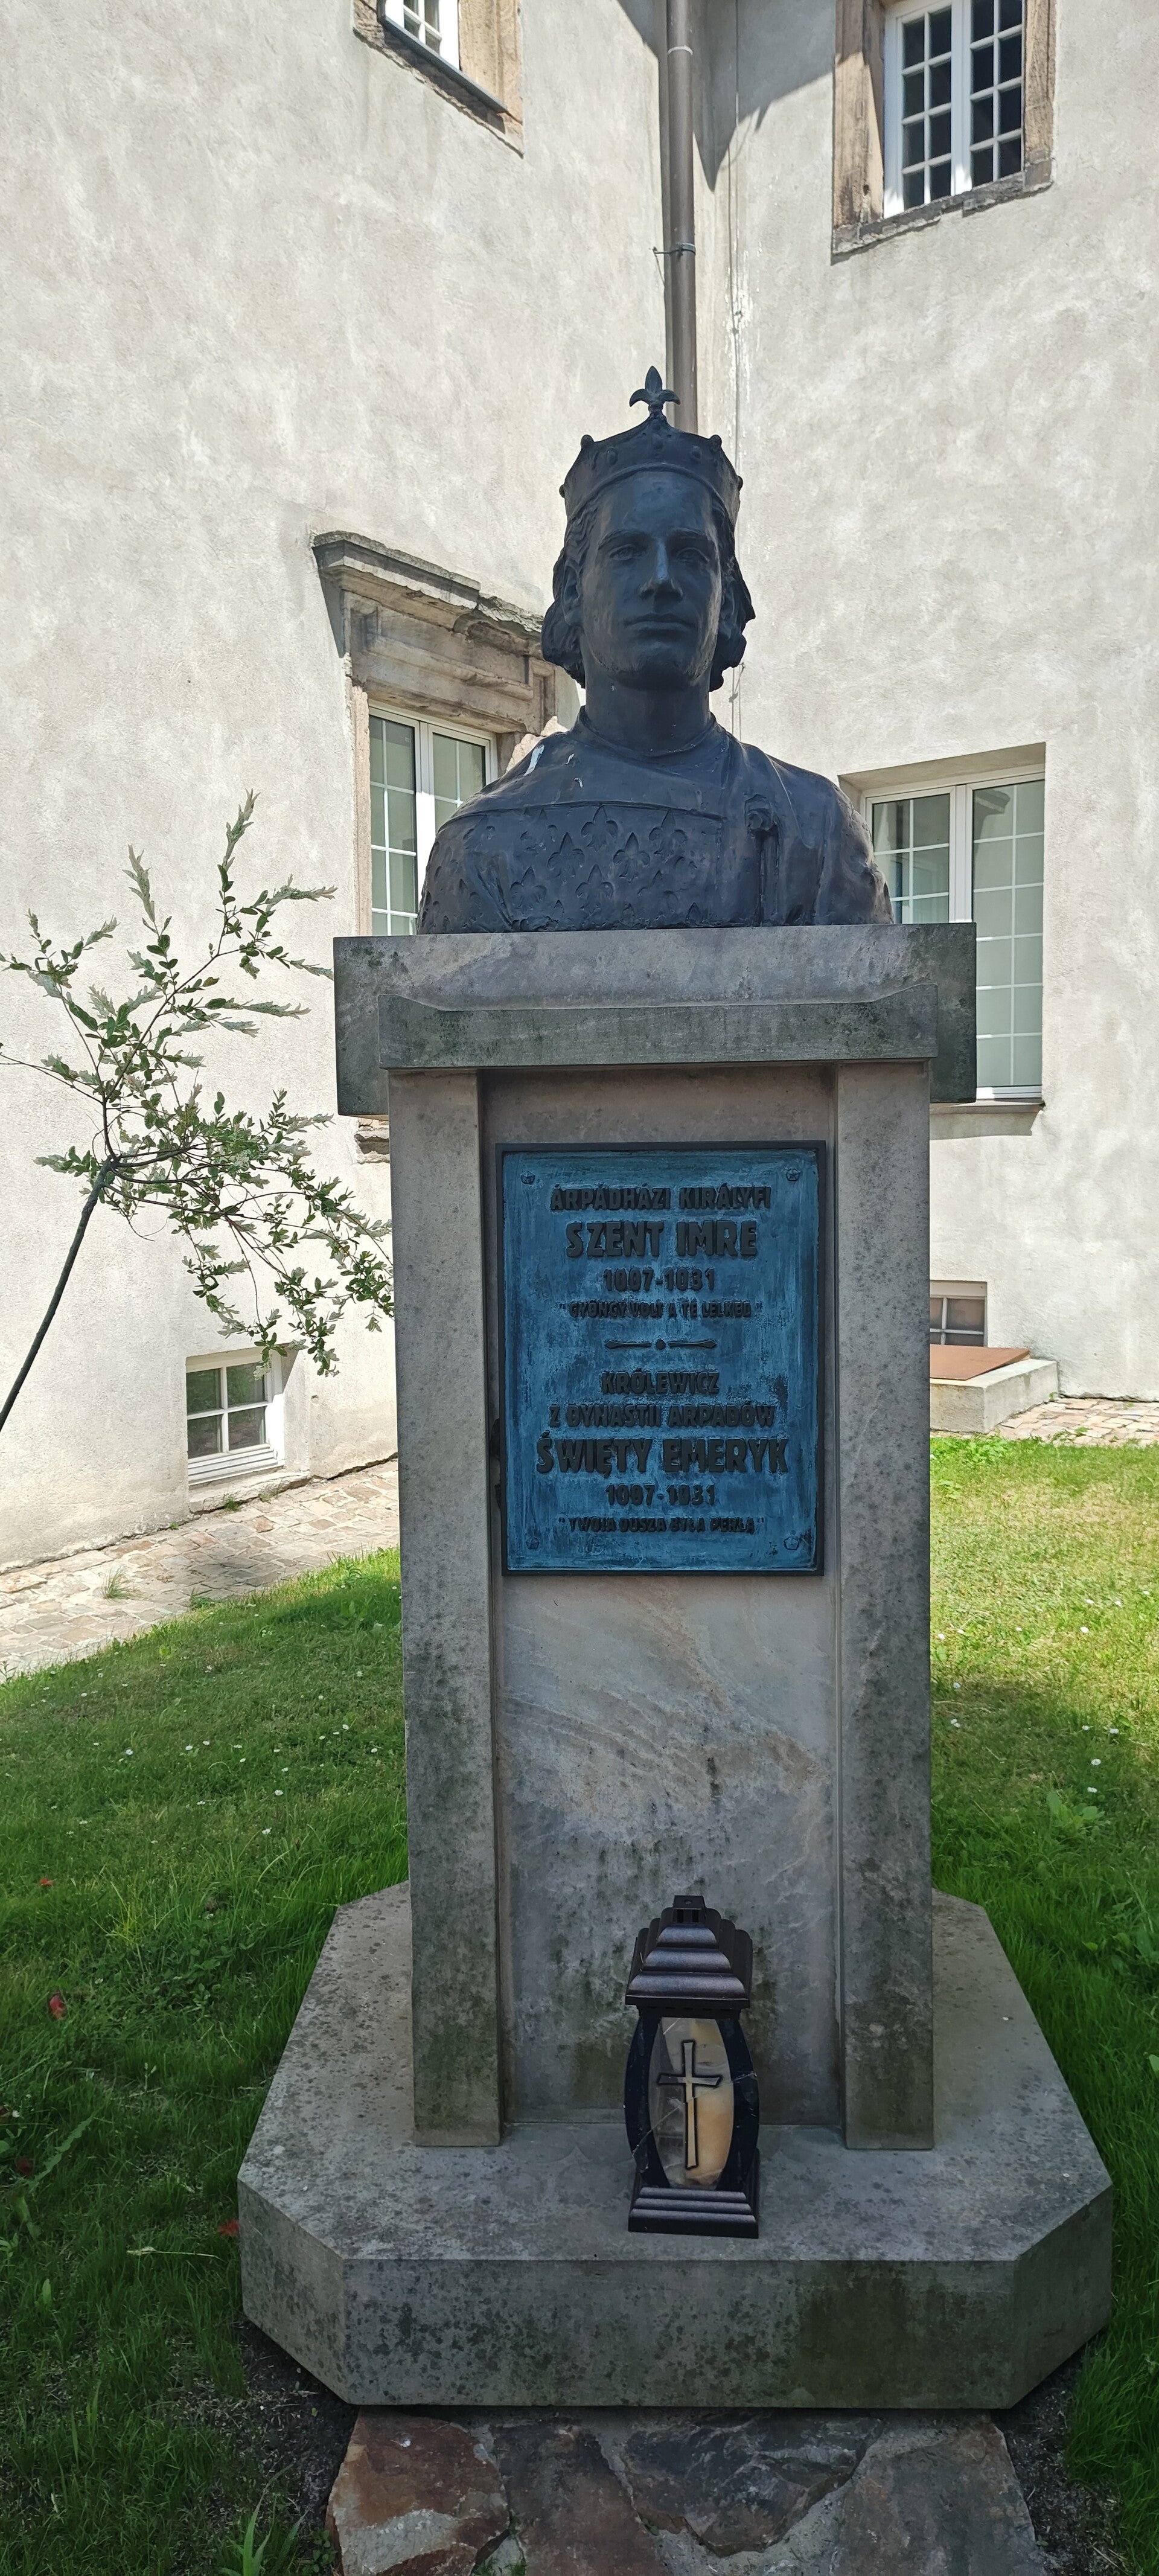 ÁRPÁDHÁZI KIRÁLYFI
SZENT IMRE
1007-1031
"GYÖNGY VOLT A TE LELKED"
KRÓLEWICZ
Z DYNASTII ARPADÓW
ŚWIĘTY EMERYK
1007-1031
"TWOJA DUSZA BYŁA PERŁĄ"